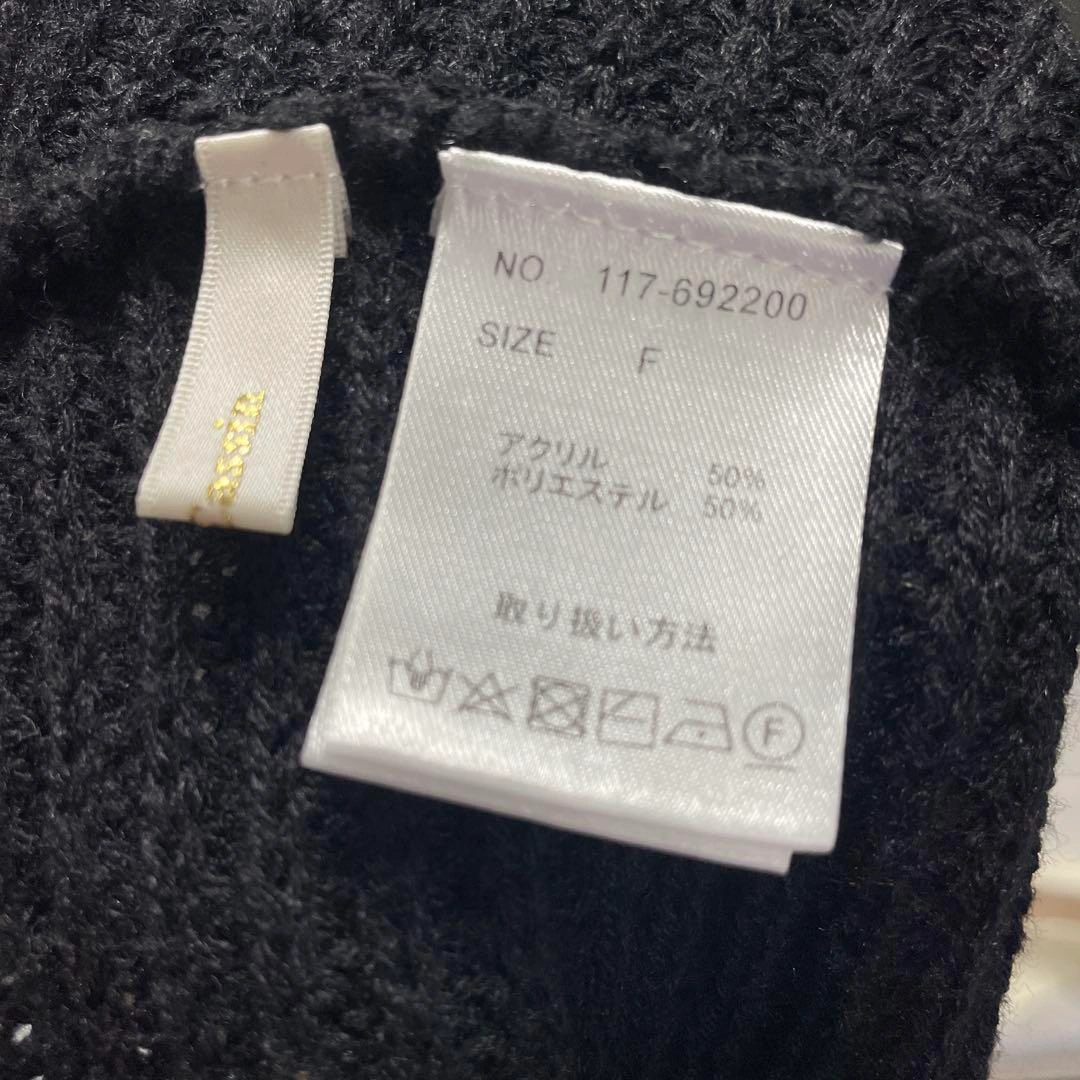 Cassin
NO. 117-692200
SIZE F
アクリル 50%
ポリエステル 50%
取り扱い方法
F